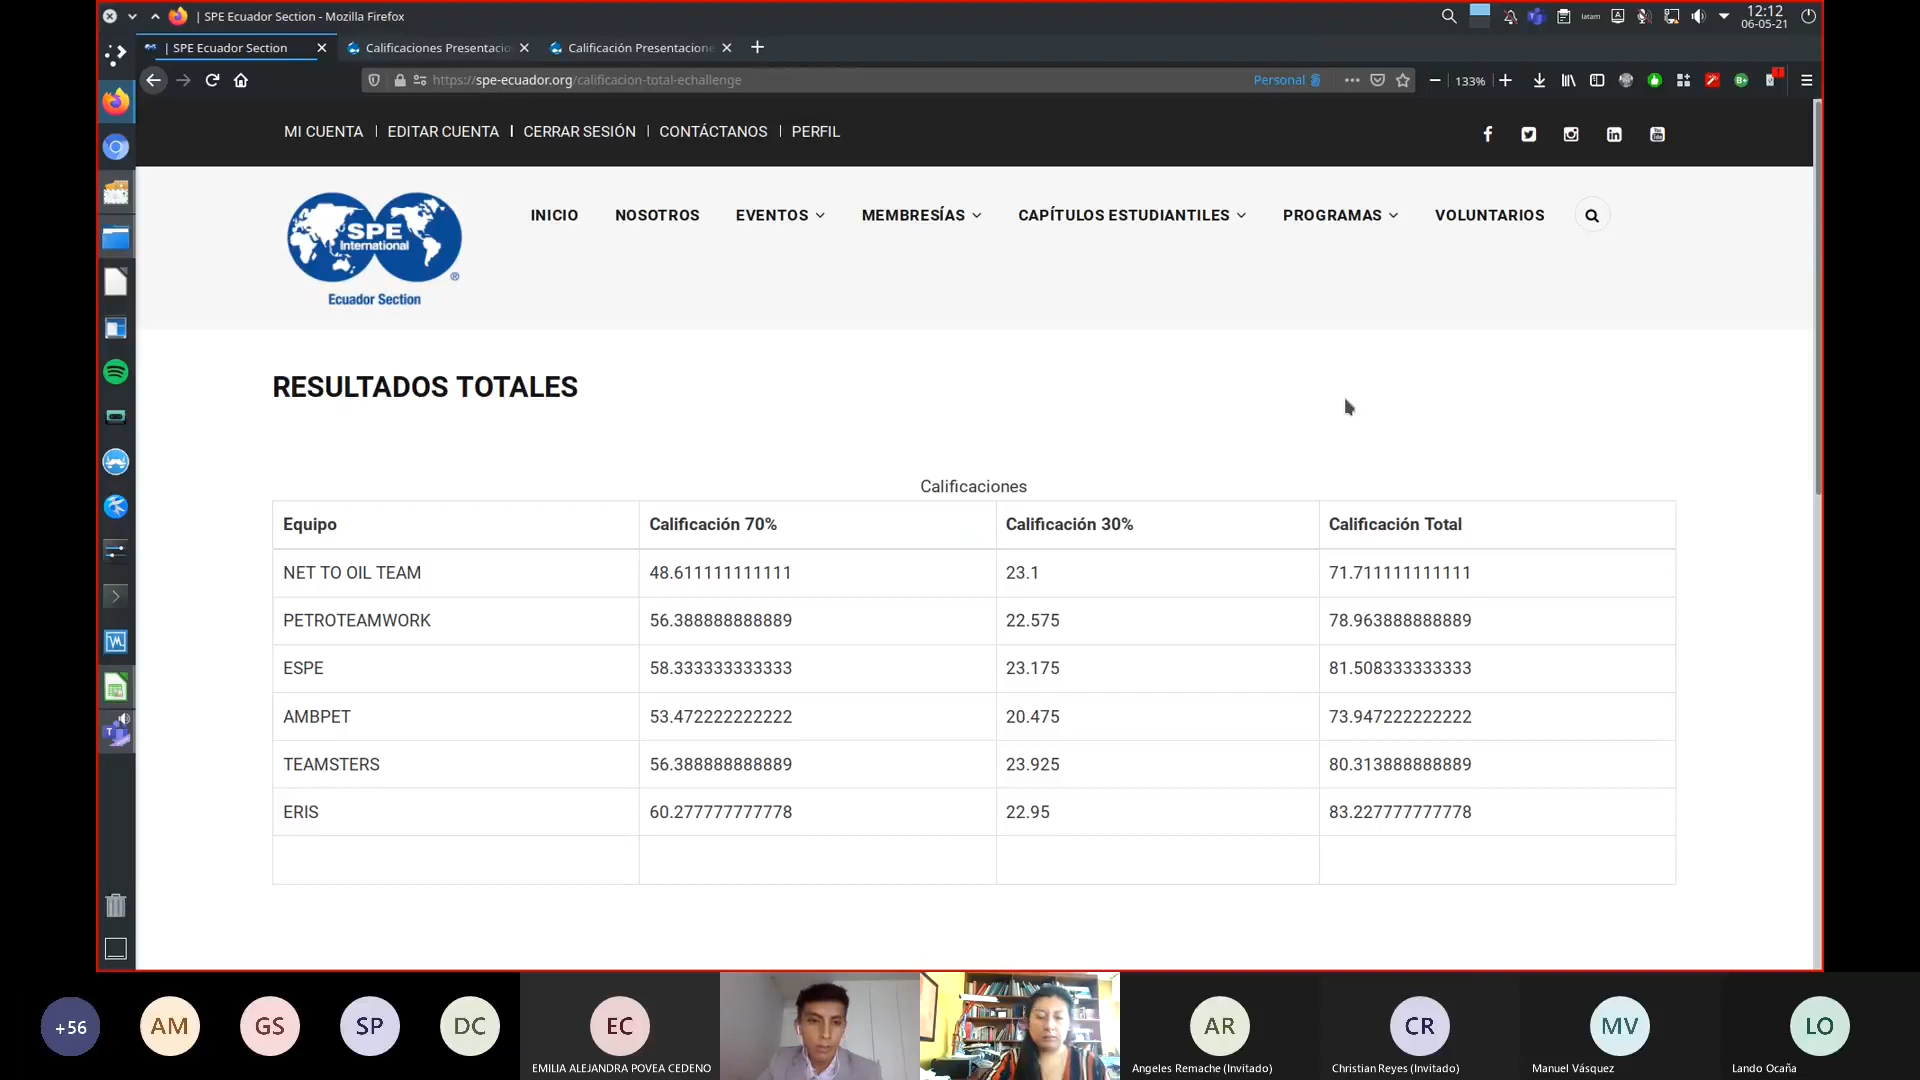 | SPE Ecuador Section - Mozilla Firefox
latam
12:12
06-05-21
| SPE Ecuador Section
Calificaciones Presentacio
Calificación Presentacione
https://spe-ecuador.org/calificacion-total-echallenge
Personal
133%
MI CUENTA | EDITAR CUENTA | CERRAR SESIÓN | CONTÁCTANOS | PERFIL
SPE
International
Ecuador Section
INICIO NOSOTROS EVENTOS MEMBRESÍAS CAPÍTULOS ESTUDIANTILES PROGRAMAS VOLUNTARIOS
RESULTADOS TOTALES
Calificaciones
Equipo Calificación 70% Calificación 30% Calificación Total
NET TO OIL TEAM 48.611111111111 23.1 71.711111111111
PETROTEAMWORK 56.388888888889 22.575 78.963888888889
ESPE 58.333333333333 23.175 81.508333333333
AMBPET 53.472222222222 20.475 73.947222222222
TEAMSTERS 56.388888888889 23.925 80.313888888889
ERIS 60.277777777778 22.95 83.227777777778
+56 AM GS SP DC EC AR CR MV LO
EMILIA ALEJANDRA POVEA CEDENO
Angeles Remache (Invitado)
Christian Reyes (Invitado)
Manuel Vásquez
Lando Ocaña